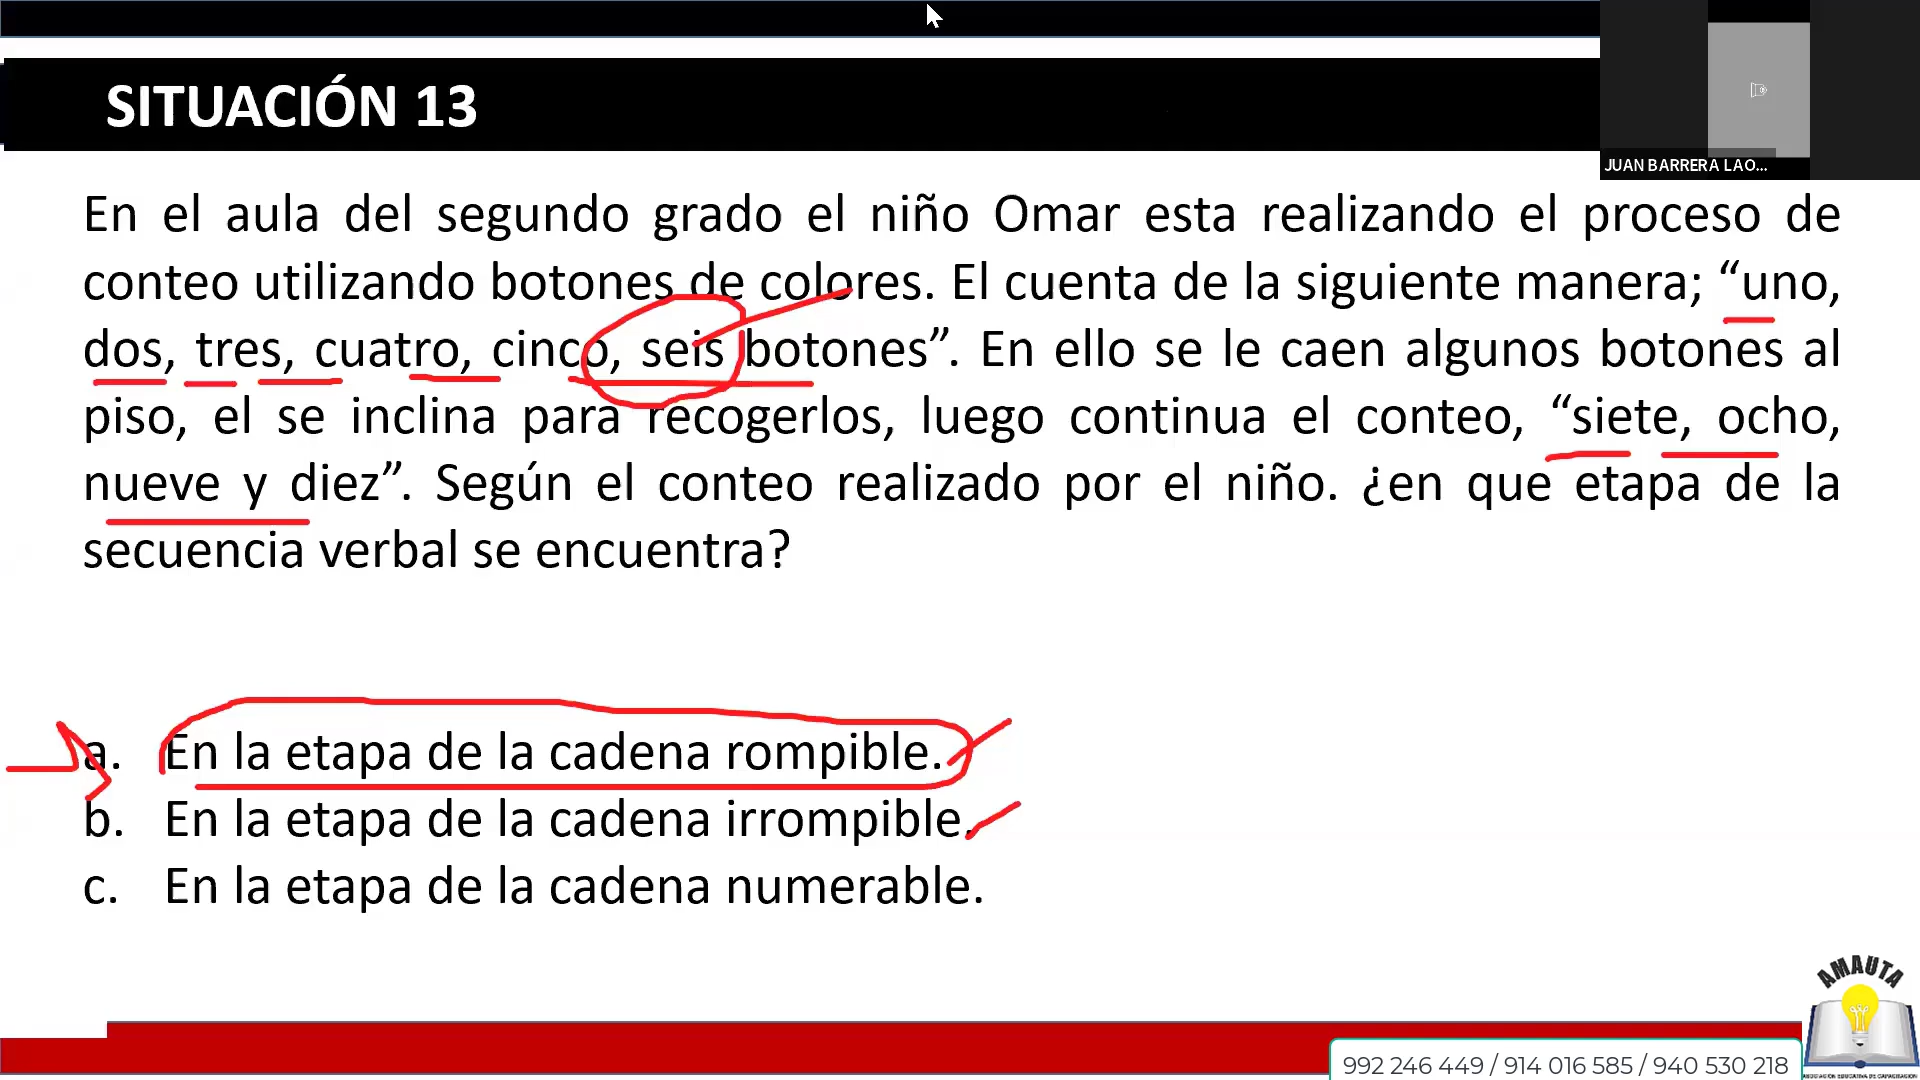 SITUACIÓN 13
JUAN BARRERA LAO...
En el aula del segundo grado el niño Omar esta realizando el proceso de
conteo utilizando botones de colores. El cuenta de la siguiente manera; “uno,
dos, tres, cuatro, cinco, seis botones”. En ello se le caen algunos botones al
piso, el se inclina para recogerlos, luego continua el conteo, “siete, ocho,
nueve y diez”. Según el conteo realizado por el niño. ¿en que etapa de la
secuencia verbal se encuentra?
a. En la etapa de la cadena rompible.
b. En la etapa de la cadena irrompible.
c. En la etapa de la cadena numerable.
AMAUTA
ASOCIACIÓN EDUCATIVA DE CAPACITACIÓN
992 246 449 / 914 016 585 / 940 530 218